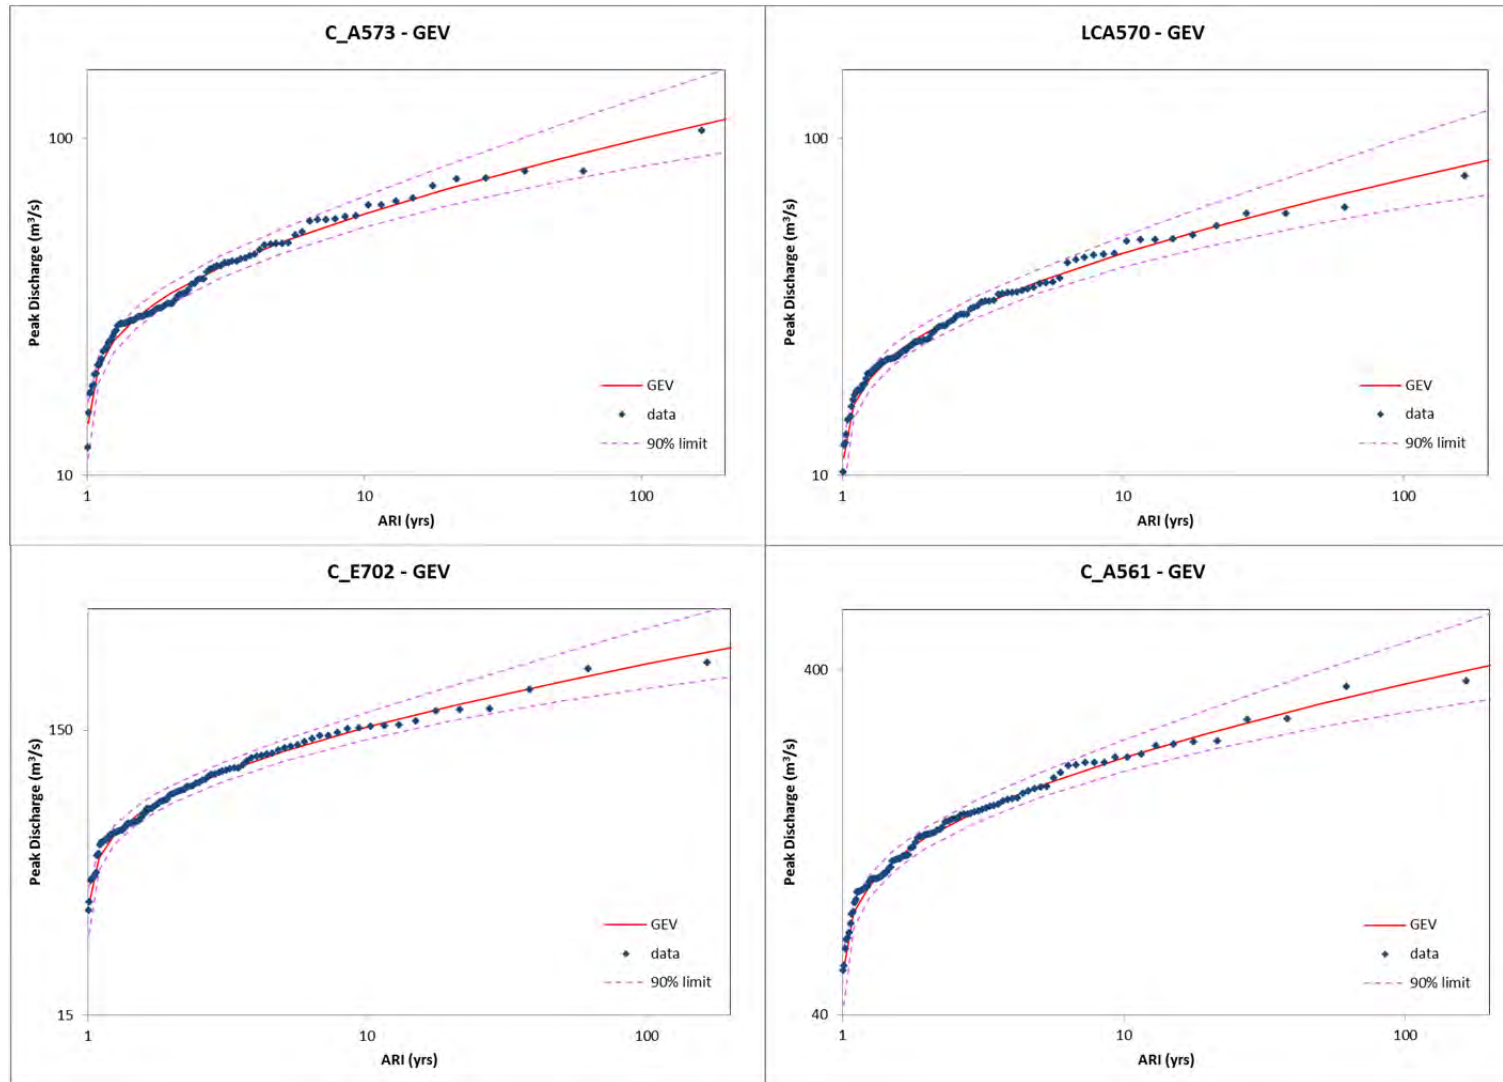 C_A573 - GEV
100
10
1
10
100
Peak Discharge (m³/s)
ARI (yrs)
GEV
data
90% limit
LCA570 - GEV
100
10
1
10
100
Peak Discharge (m³/s)
ARI (yrs)
GEV
data
90% limit
C_E702 - GEV
150
15
1
10
100
Peak Discharge (m³/s)
ARI (yrs)
GEV
data
90% limit
C_A561 - GEV
400
40
1
10
100
Peak Discharge (m³/s)
ARI (yrs)
GEV
data
90% limit